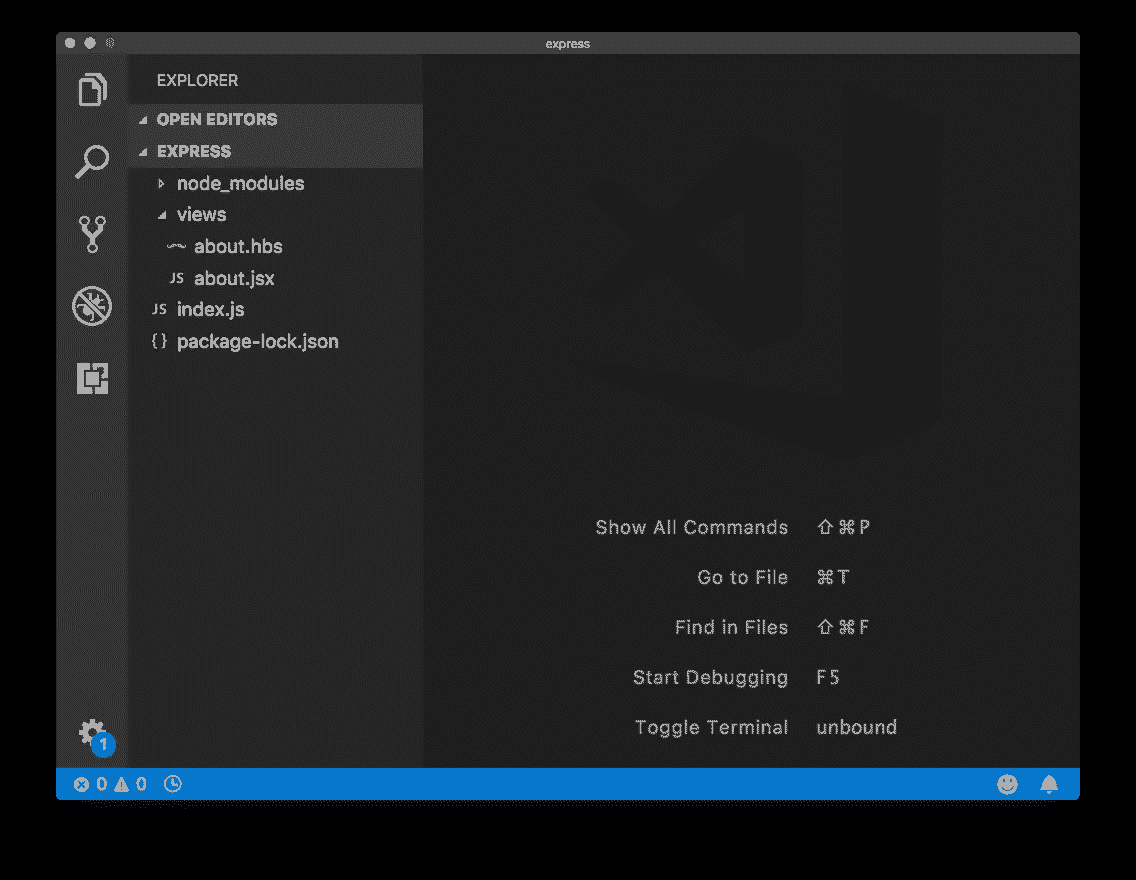 express
EXPLORER
OPEN EDITORS
EXPRESS
node_modules
views
about.hbs
JS about.jsx
JS index.js
{} package-lock.json
Show All Commands ⇧⌘P
Go to File ⌘T
Find in Files ⇧⌘F
Start Debugging F5
Toggle Terminal unbound
1
0 0